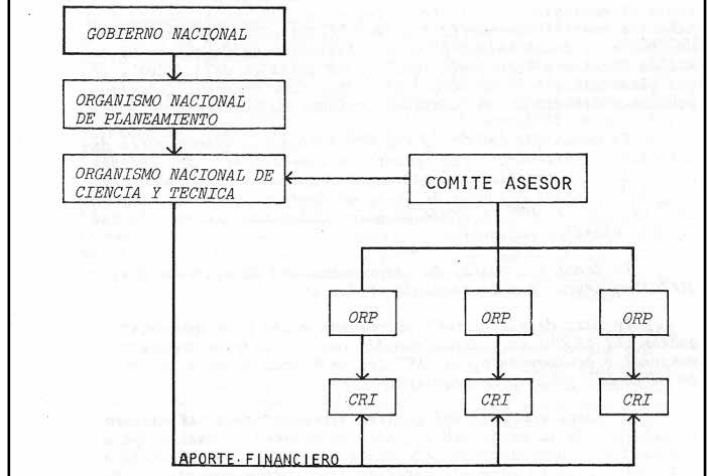 GOBIERNO NACIONAL
ORGANISMO NACIONAL
DE PLANEAMIENTO
ORGANISMO NACIONAL DE
CIENCIA Y TECNICA
COMITE ASESOR
ORP
ORP
ORP
CRI
CRI
CRI
APORTE FINANCIERO